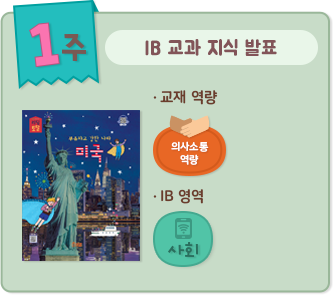 1주
IB 교과 지식 발표
· 교재 역량
의사소통
역량
· IB 영역
사회
부유하고 강한 나라
미국